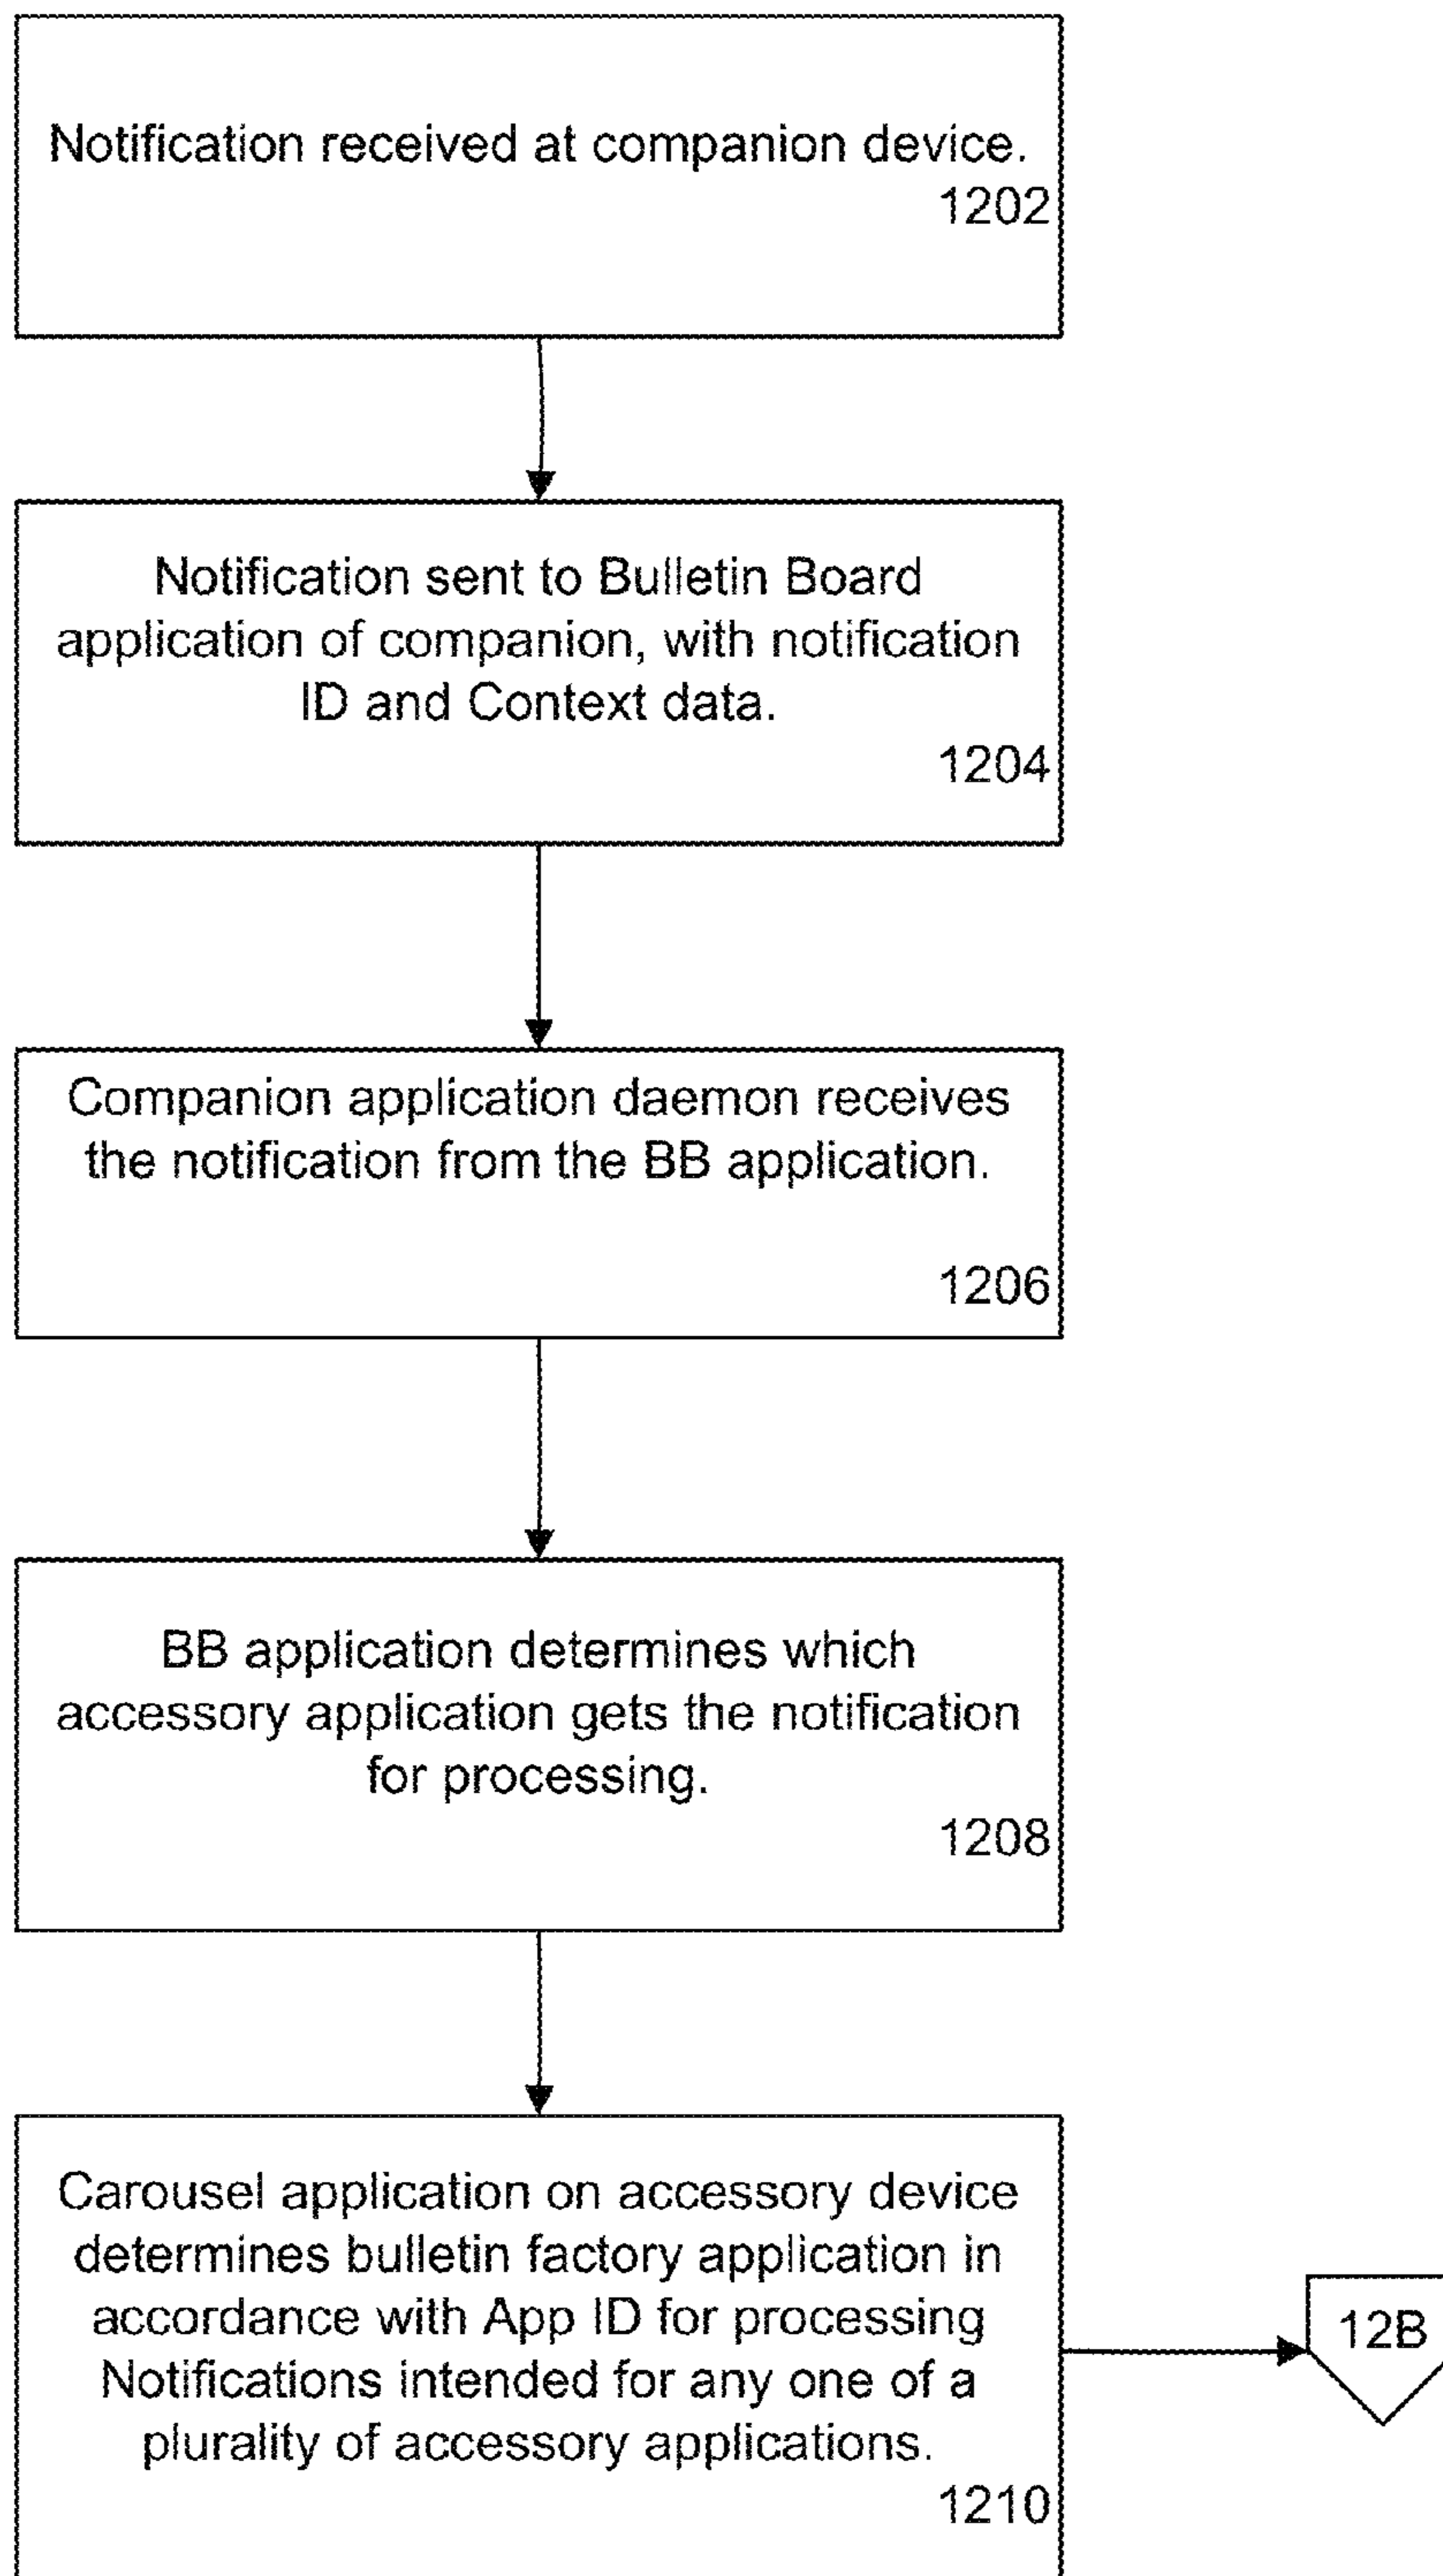 Notification received at companion device.
1202
Notification sent to Bulletin Board
application of companion, with notification
ID and Context data.
1204
Companion application daemon receives
the notification from the BB application.
1206
BB application determines which
accessory application gets the notification
for processing.
1208
Carousel application on accessory device
determines bulletin factory application in
accordance with App ID for processing
Notifications intended for any one of a
plurality of accessory applications.
1210
12B